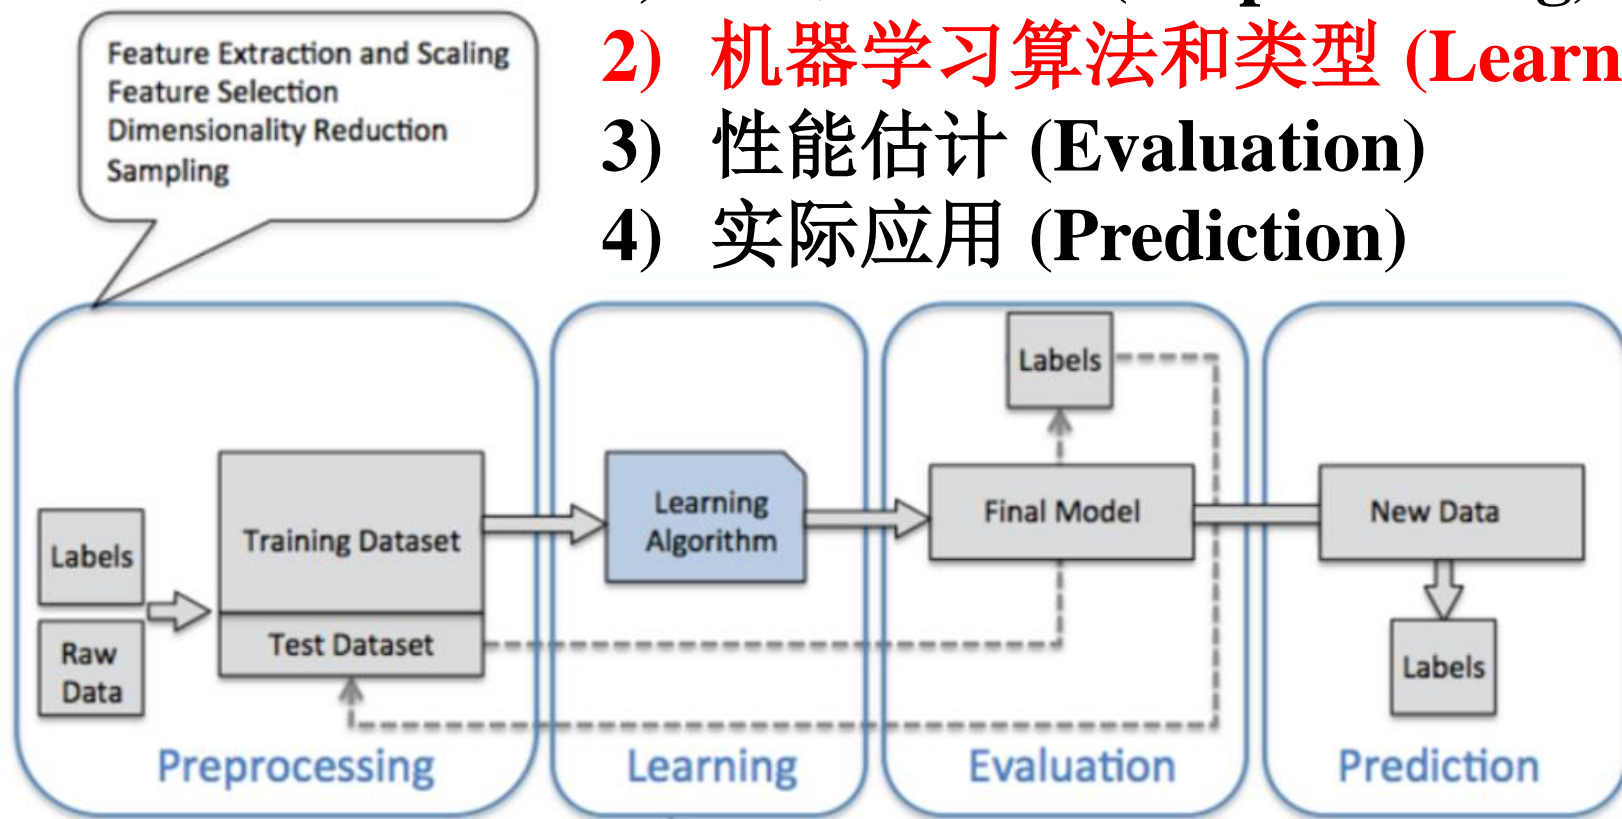 2) 机器学习算法和类型 (Learn
3) 性能估计 (Evaluation)
4) 实际应用 (Prediction)
Feature Extraction and Scaling
Feature Selection
Dimensionality Reduction
Sampling
Labels
Raw
Data
Training Dataset
Test Dataset
Learning
Algorithm
Labels
Final Model
New Data
Labels
Preprocessing
Learning
Evaluation
Prediction